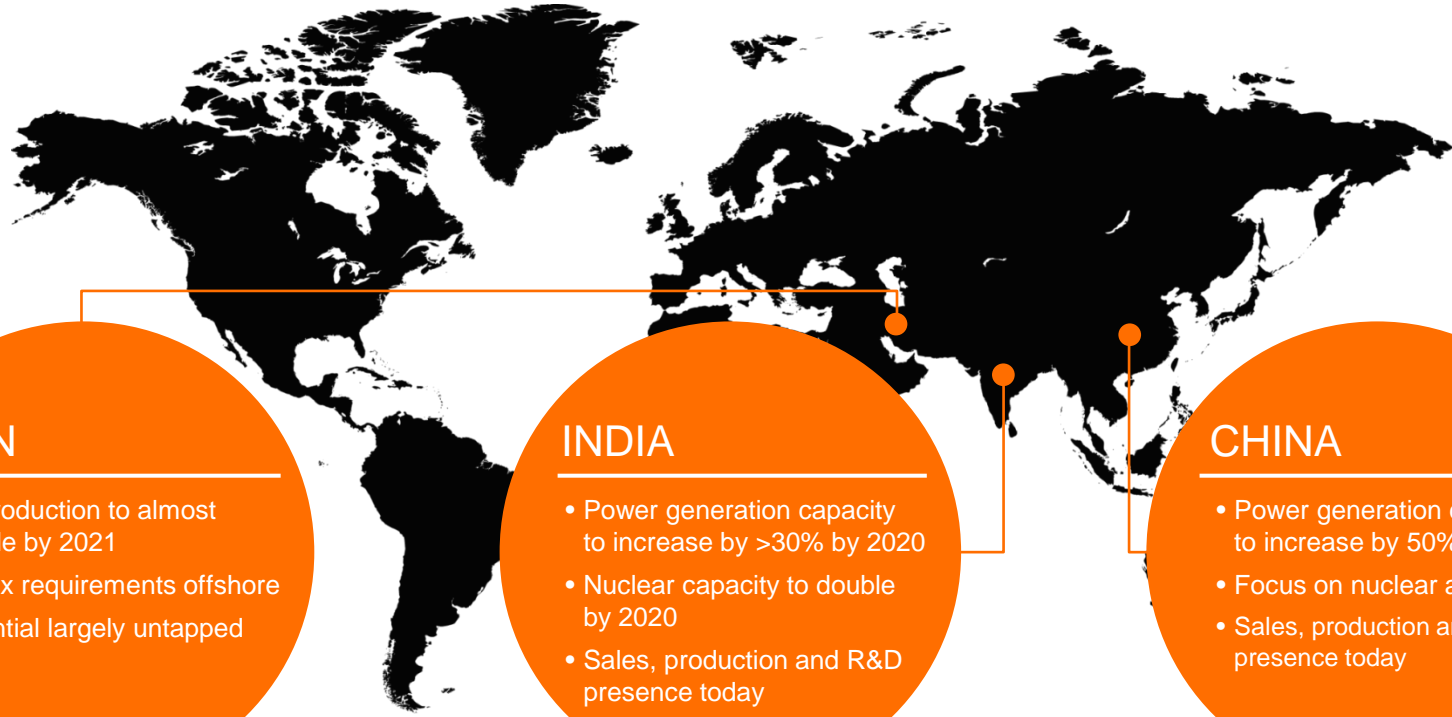 N
oduction to almost
le by 2021
x requirements offshore
ntial largely untapped
INDIA
• Power generation capacity
to increase by >30% by 2020
• Nuclear capacity to double
by 2020
• Sales, production and R&D
presence today
CHINA
• Power generation
to increase by 50%
• Focus on nuclear a
• Sales, production a
presence today